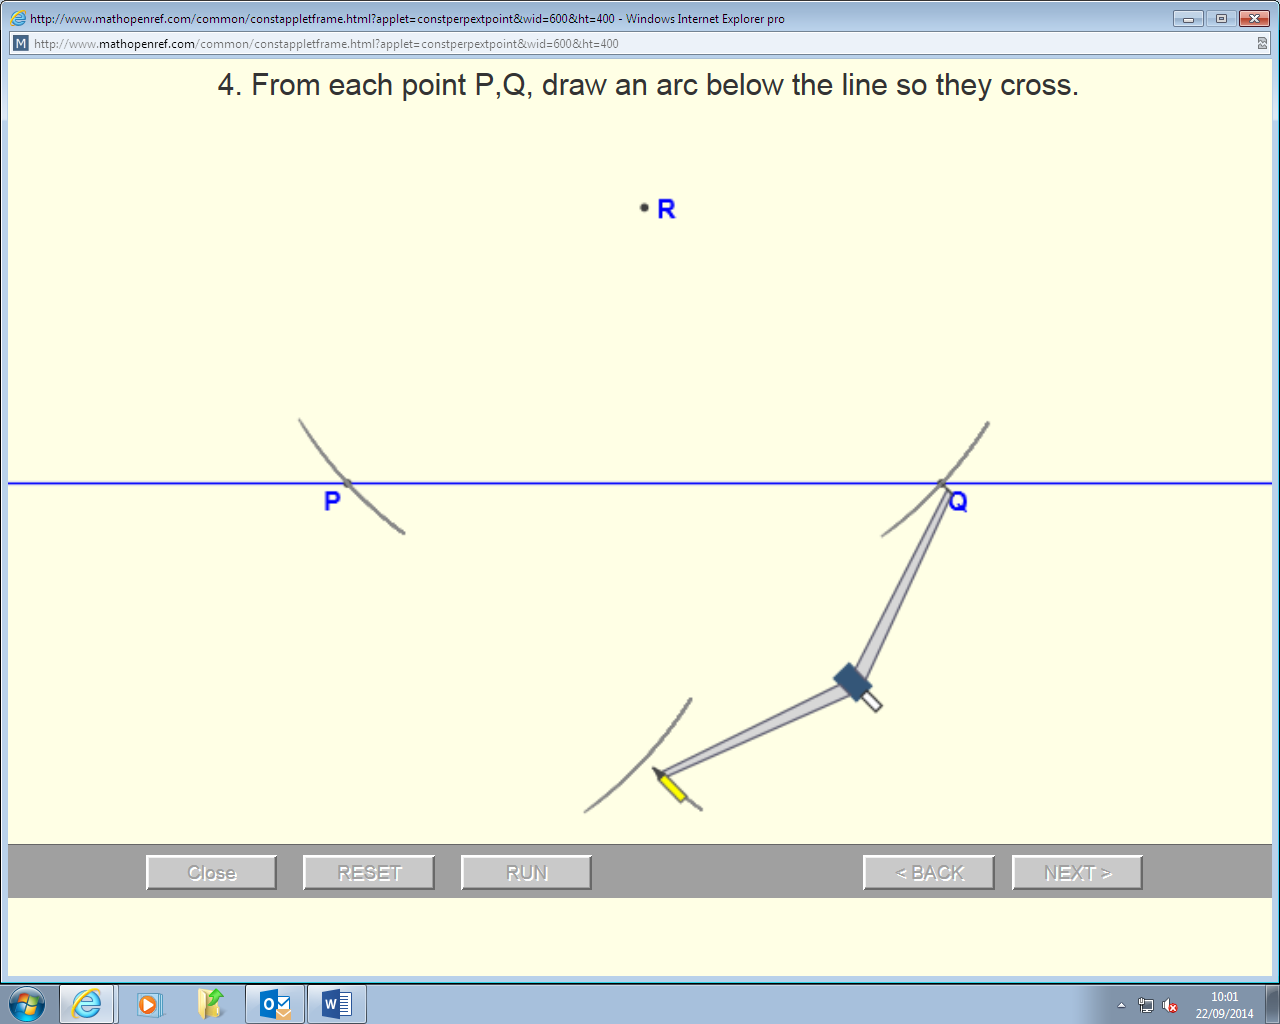 http://www.mathopenref.com/common/constappletframe.html?applet=constperpextpoint&wid=600&ht=400 - Windows Internet Explorer pro
M http://www.mathopenref.com/common/constappletframe.html?applet=constperpextpoint&wid=600&ht=400
4. From each point P,Q, draw an arc below the line so they cross.
R
P Q
Close RESET RUN < BACK NEXT >
10:01
22/09/2014